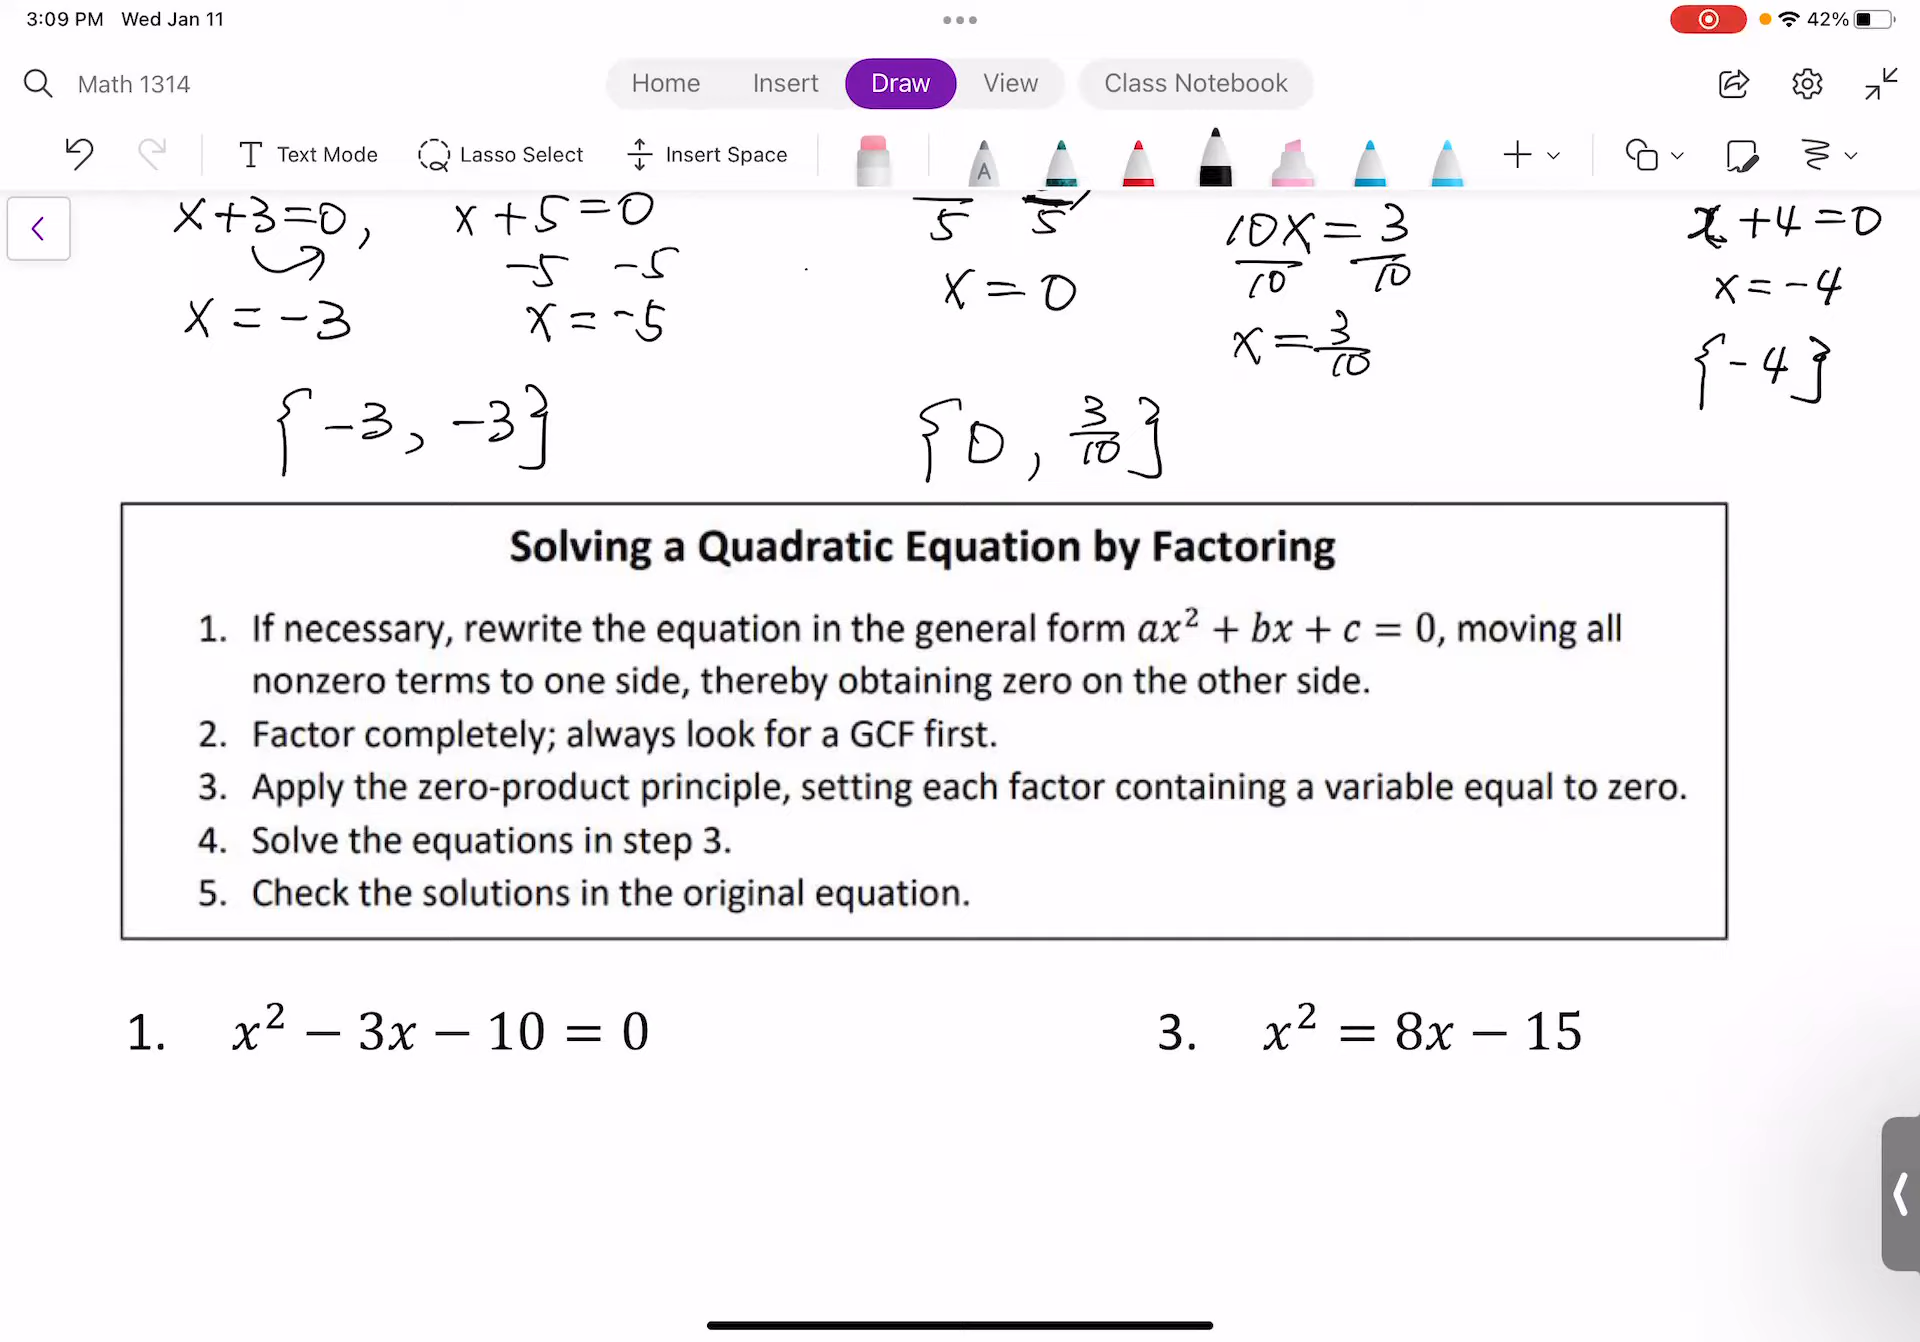 3:09 PM Wed Jan 11
42%
Math 1314
Home Insert Draw View Class Notebook
Text Mode Lasso Select Insert Space
A
x+3=0, x+5=0
-5 -5
x=-3 x=-5
{-3, -3}
5 5
x=0
10x=3
10 10
x=3/10
{0, 3/10}
x+4=0
x=-4
{-4}
Solving a Quadratic Equation by Factoring
1. If necessary, rewrite the equation in the general form ax² + bx + c = 0, moving all
nonzero terms to one side, thereby obtaining zero on the other side.
2. Factor completely; always look for a GCF first.
3. Apply the zero-product principle, setting each factor containing a variable equal to zero.
4. Solve the equations in step 3.
5. Check the solutions in the original equation.
1. x² − 3x − 10 = 0
3. x² = 8x − 15